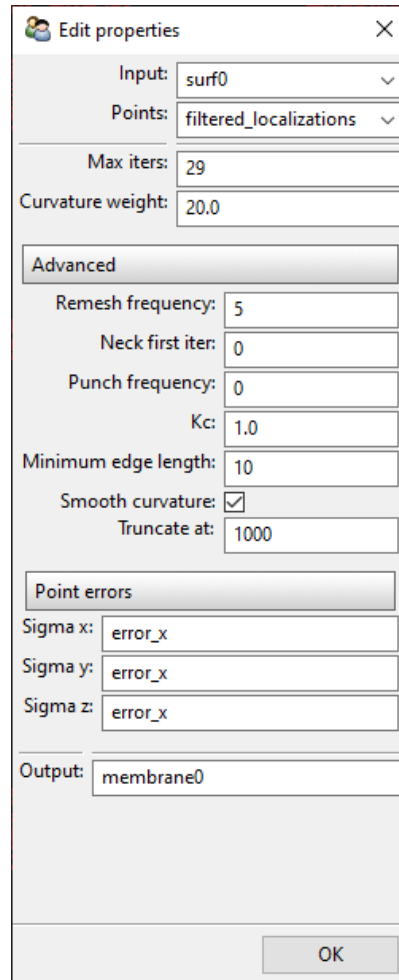 Edit properties
Input: surf0
Points: filtered_localizations
Max iters: 29
Curvature weight: 20.0
Advanced
Remesh frequency: 5
Neck first iter: 0
Punch frequency: 0
Kc: 1.0
Minimum edge length: 10
Smooth curvature:
Truncate at: 1000
Point errors
Sigma x: error_x
Sigma y: error_x
Sigma z: error_x
Output: membrane0
OK